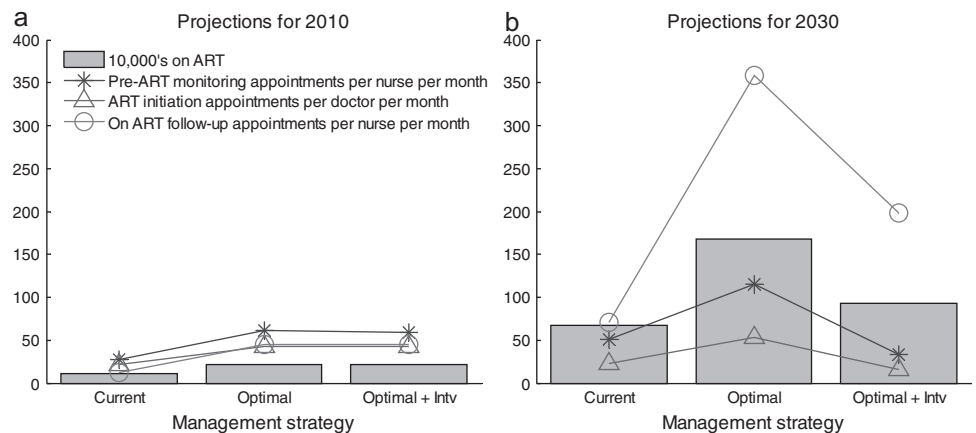 a
Projections for 2010
400
350
300
250
200
150
100
50
0
10,000's on ART
Pre-ART monitoring appointments per nurse per month
ART initiation appointments per doctor per month
On ART follow-up appointments per nurse per month
Current
Optimal
Optimal + Intv
Management strategy
b
Projections for 2030
400
350
300
250
200
150
100
50
0
Current
Optimal
Optimal + Intv
Management strategy